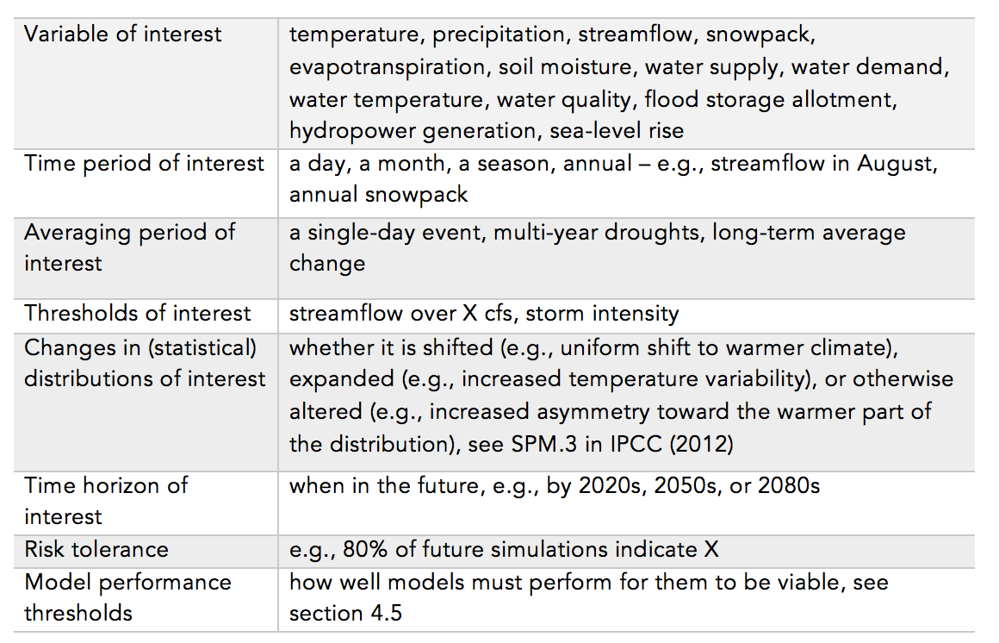 Variable of interest
temperature, precipitation, streamflow, snowpack,
evapotranspiration, soil moisture, water supply, water demand,
water temperature, water quality, flood storage allotment,
hydropower generation, sea-level rise
Time period of interest
a day, a month, a season, annual – e.g., streamflow in August,
annual snowpack
Averaging period of
interest
a single-day event, multi-year droughts, long-term average
change
Thresholds of interest
streamflow over X cfs, storm intensity
Changes in (statistical)
distributions of interest
whether it is shifted (e.g., uniform shift to warmer climate),
expanded (e.g., increased temperature variability), or otherwise
altered (e.g., increased asymmetry toward the warmer part of
the distribution), see SPM.3 in IPCC (2012)
Time horizon of
interest
when in the future, e.g., by 2020s, 2050s, or 2080s
Risk tolerance
e.g., 80% of future simulations indicate X
Model performance
thresholds
how well models must perform for them to be viable, see
section 4.5